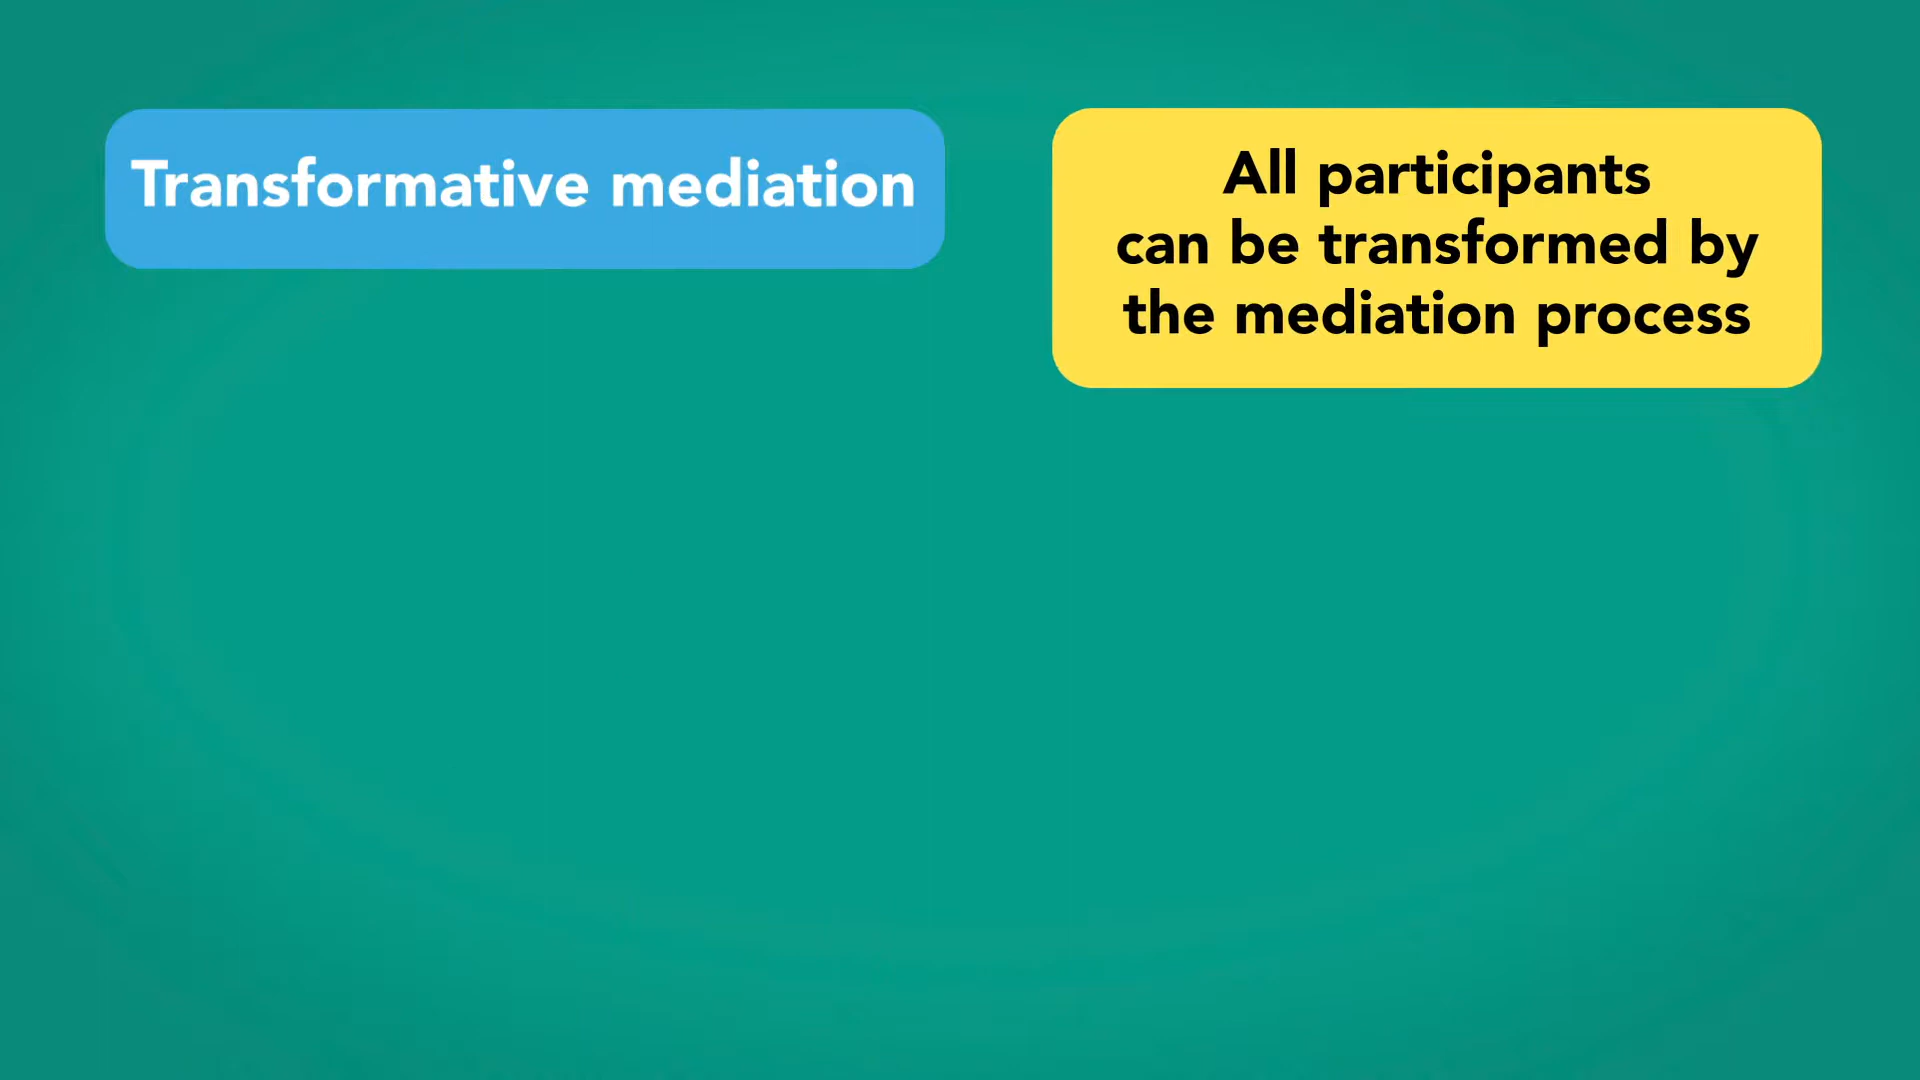 Transformative mediation
All participants
can be transformed by
the mediation process